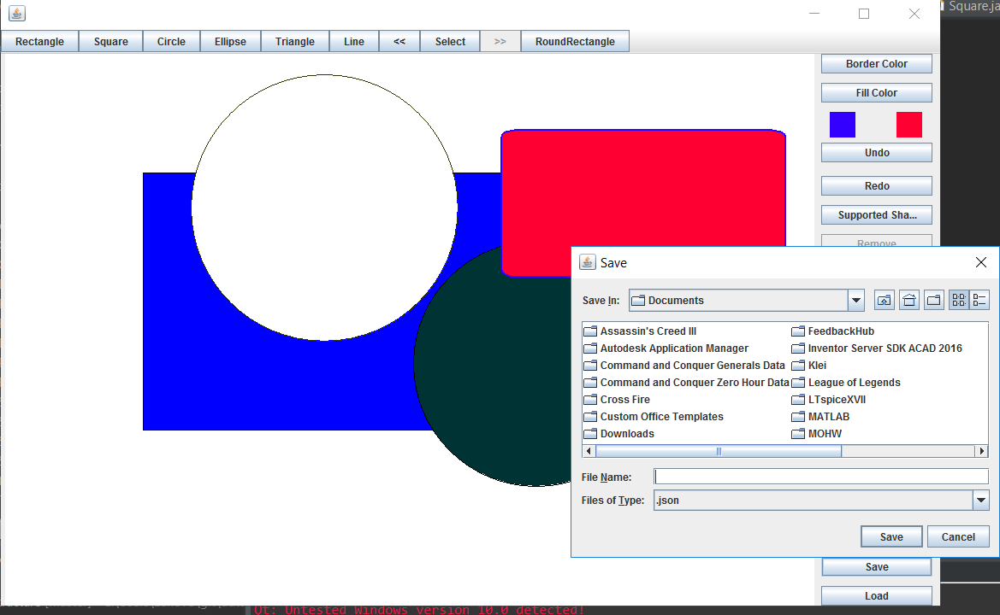 Square.ja
Rectangle Square Circle Ellipse Triangle Line << Select >> RoundRectangle
Border Color
Fill Color
Undo
Redo
Supported Sha...
Remove
Save
Save In: Documents
Assassin's Creed III FeedbackHub
Autodesk Application Manager Inventor Server SDK ACAD 2016
Command and Conquer Generals Data Klei
Command and Conquer Zero Hour Data League of Legends
Cross Fire LTspiceXVII
Custom Office Templates MATLAB
Downloads MOHW
File Name:
Files of Type: .json
Save Cancel
Save
Load
Qt: Untested Windows version 10.0 detected!